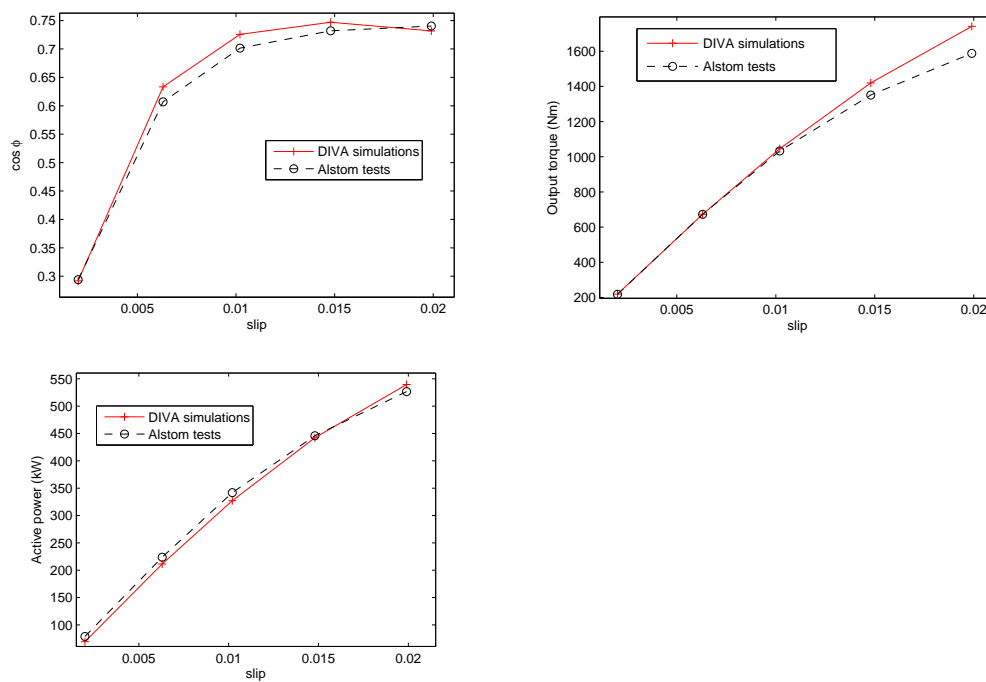 0.75
0.7
0.65
0.6
0.55
0.5
0.45
0.4
0.35
0.3
cos ϕ
DIVA simulations
Alstom tests
0.005 0.01 0.015 0.02
slip
1600
1400
1200
1000
800
600
400
200
Output torque (Nm)
DIVA simulations
Alstom tests
0.005 0.01 0.015 0.02
slip
550
500
450
400
350
300
250
200
150
100
Active power (kW)
DIVA simulations
Alstom tests
0.005 0.01 0.015 0.02
slip